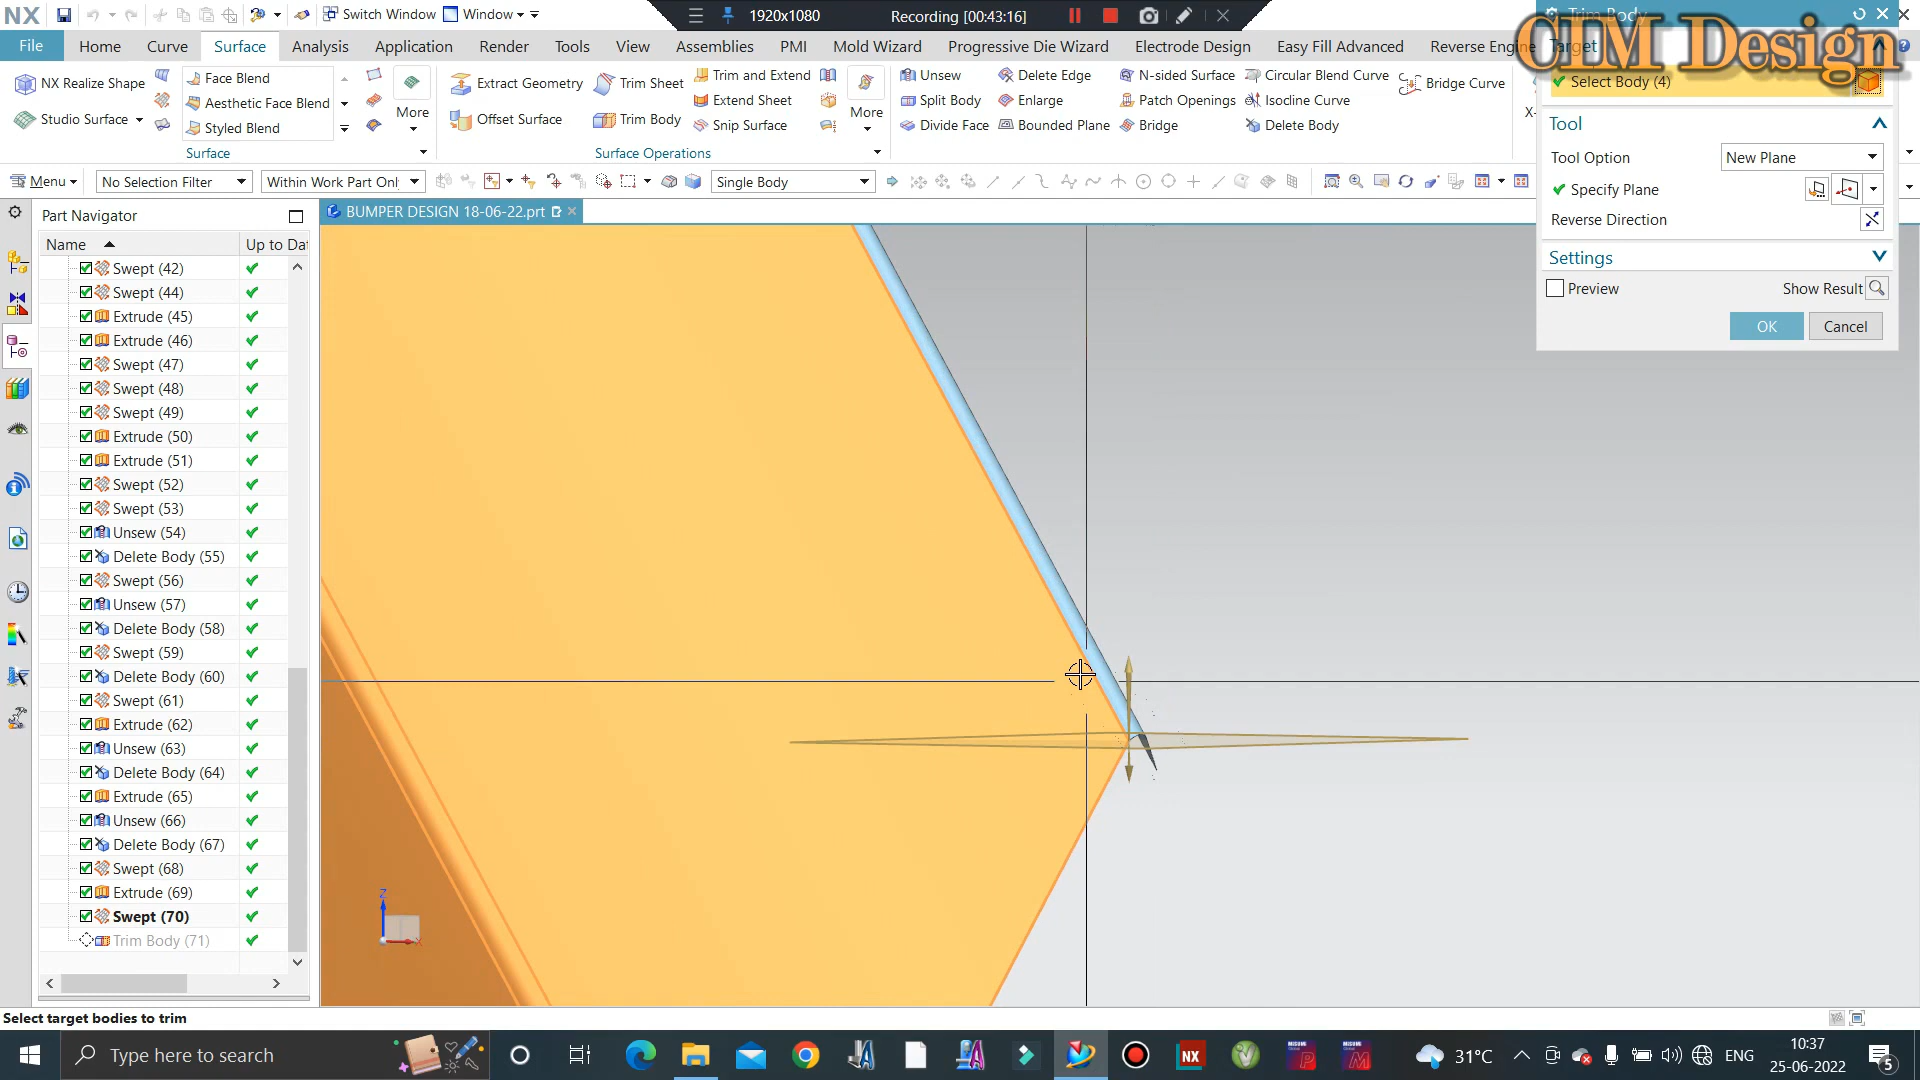 NX
Switch Window
Window
1920x1080
Recording [00:43:16]
Trim Body
CIM Design
File
Home
Curve
Surface
Analysis
Application
Render
Tools
View
Assemblies
PMI
Mold Wizard
Progressive Die Wizard
Electrode Design
Easy Fill Advanced
Reverse Engin
Target
NX Realize Shape
Studio Surface
Face Blend
Aesthetic Face Blend
Styled Blend
More
Surface
Extract Geometry
Offset Surface
Trim Sheet
Trim Body
Trim and Extend
Extend Sheet
Snip Surface
More
Surface Operations
Unsew
Split Body
Divide Face
Delete Edge
Enlarge
Bounded Plane
N-sided Surface
Patch Openings
Bridge
Circular Blend Curve
Isocline Curve
Delete Body
Bridge Curve
X-
Select Body (4)
Tool
Tool Option
New Plane
Specify Plane
Reverse Direction
Settings
Preview
Show Result
OK
Cancel
Menu
No Selection Filter
Within Work Part Onl
Single Body
Part Navigator
BUMPER DESIGN 18-06-22.prt
Name
Up to Dat
Swept (42)
Swept (44)
Extrude (45)
Extrude (46)
Swept (47)
Swept (48)
Swept (49)
Extrude (50)
Extrude (51)
Swept (52)
Swept (53)
Unsew (54)
Delete Body (55)
Swept (56)
Unsew (57)
Delete Body (58)
Swept (59)
Delete Body (60)
Swept (61)
Extrude (62)
Unsew (63)
Delete Body (64)
Extrude (65)
Unsew (66)
Delete Body (67)
Swept (68)
Extrude (69)
Swept (70)
Trim Body (71)
Z
X
Select target bodies to trim
Type here to search
NX
P
M
31°C
ENG
10:37
25-06-2022
5